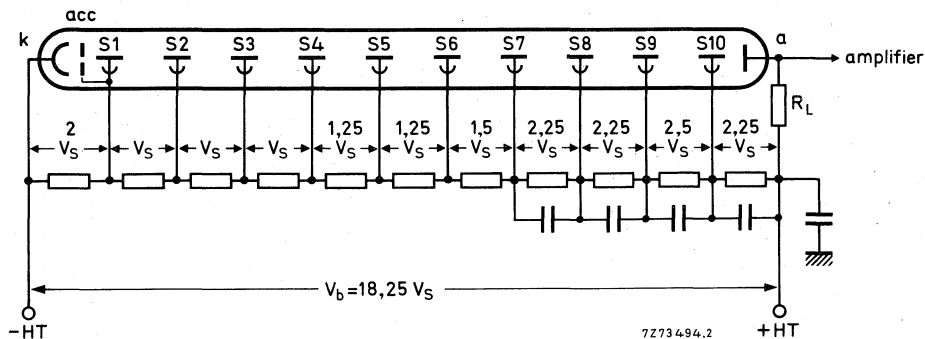 acc
k
S1 S2 S3 S4 S5 S6 S7 S8 S9 S10
a
amplifier
R_L
2 1,25 1,25 1,5 2,25 2,25 2,5 2,25
V_S V_S V_S V_S V_S V_S V_S V_S V_S V_S V_S
V_b=18,25 V_S
-HT
7Z73494.2
+HT